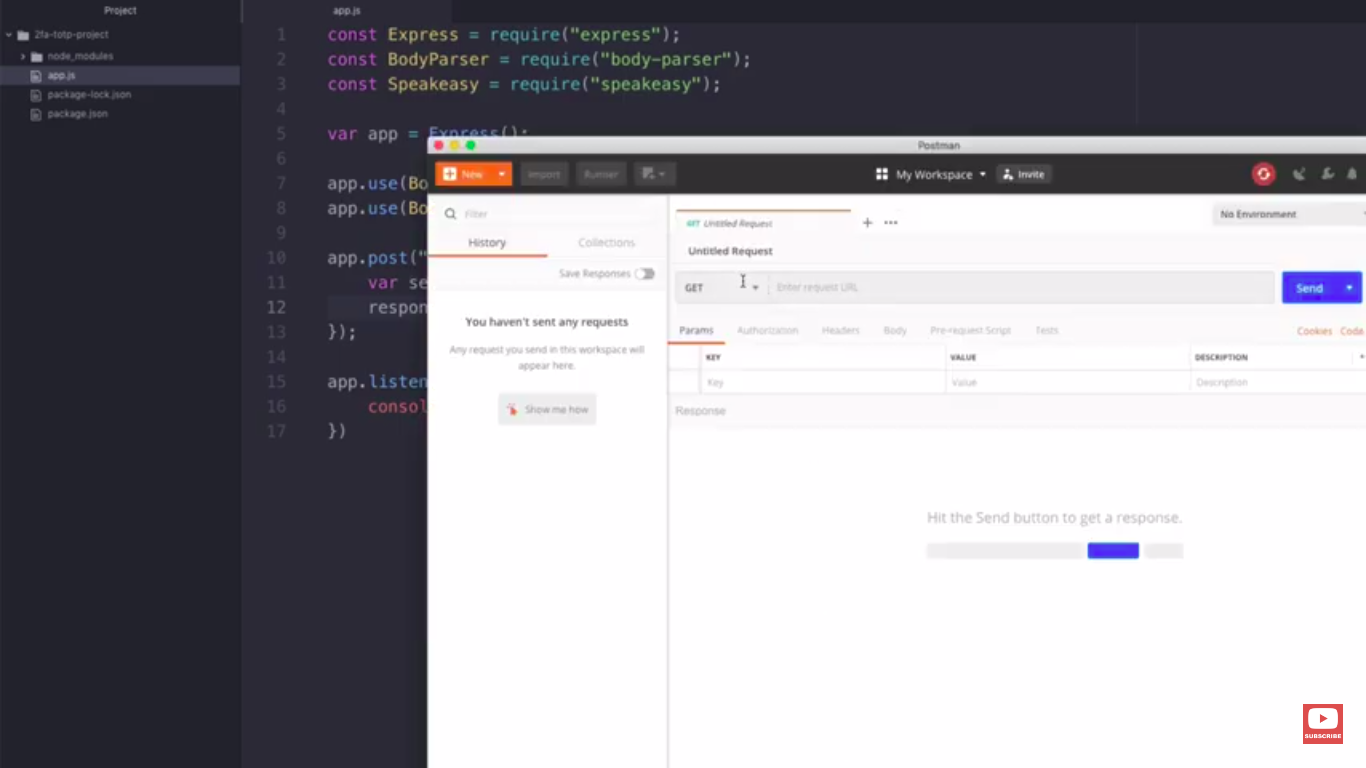 Project
2fa-totp-project
node_modules
app.js
package-lock.json
package.json
app.js
1 const Express = require("express");
2 const BodyParser = require("body-parser");
3 const Speakeasy = require("speakeasy");
4
5 var app = Express();
6
7 app.use(Bo
8 app.use(Bo
9
10 app.post("
11 var se
12 respon
13 });
14
15 app.listen
16 consol
17 })
Postman
New Import Runner My Workspace Invite
Filter
History Collections
Save Responses
You haven't sent any requests
Any request you send in this workspace will
appear here.
Show me how
GET Untitled Request
No Environment
Untitled Request
GET Enter request URL Send
Params Authorization Headers Body Pre-request Script Tests Cookies Code
KEY VALUE DESCRIPTION
Key Value Description
Response
Hit the Send button to get a response.
SUBSCRIBE